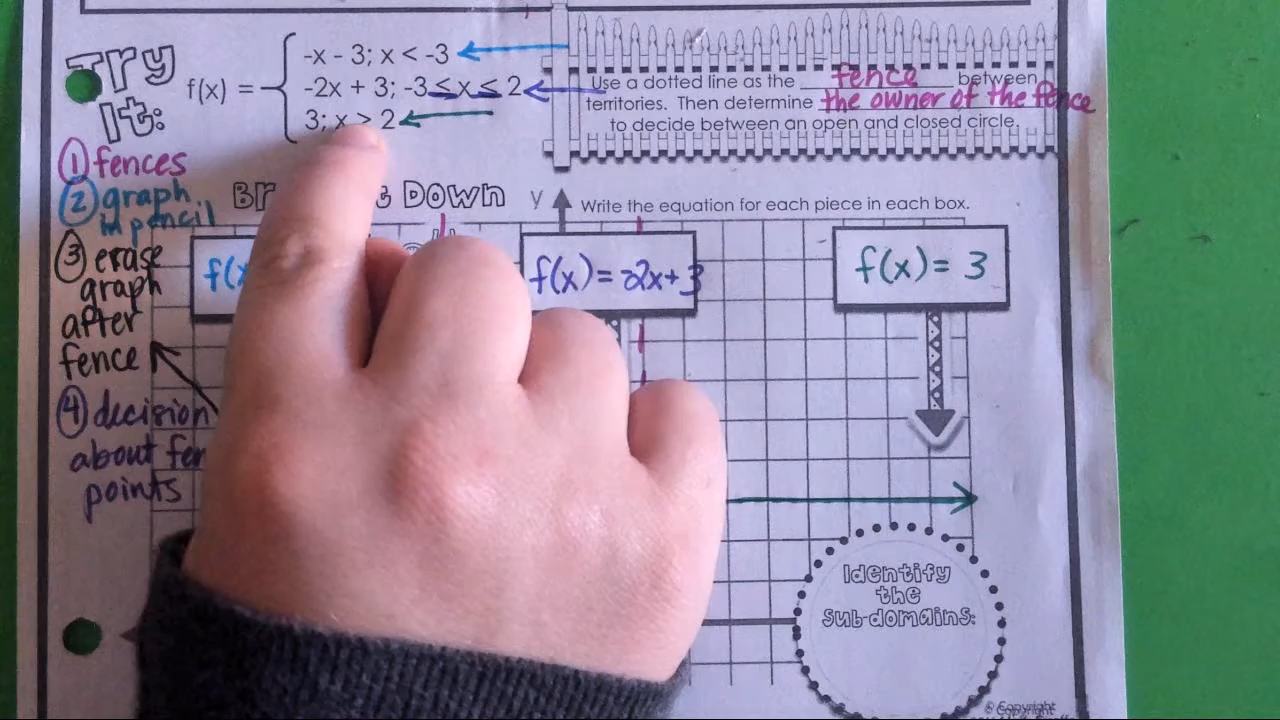 Try
It:
f(x) =
-x - 3; x < -3
-2x + 3; -3 ≤ x ≤ 2
3; x > 2
Use a dotted line as the fence between
territories. Then determine the owner of the fence
to decide between an open and closed circle.
① fences
② graph
in pencil
③ erase
graph
after
fence
④ decision
about
points
Down
y
Write the equation for each piece in each box.
f(x) = -2x+3
f(x) = 3
Identify
the
sub-domains:
© Copyright